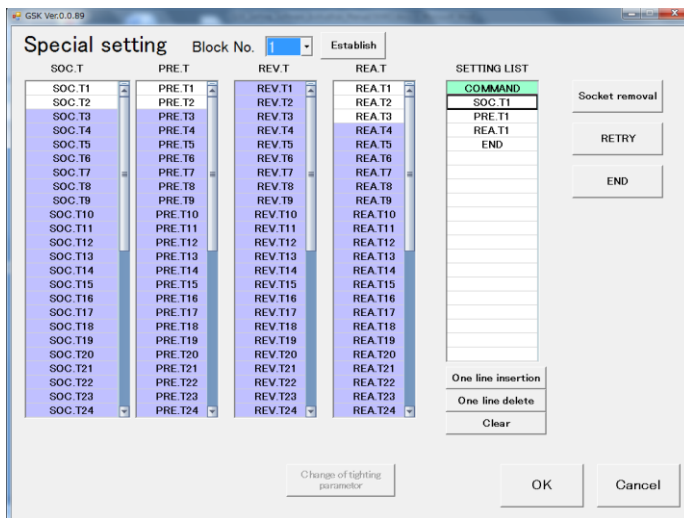 GSK Ver.0.0.89
Special setting Block No. 1 Establish
SOC.T PRE.T REV.T REA.T SETTING LIST
SOC.T1 PRE.T1 REV.T1 REA.T1 COMMAND
SOC.T2 PRE.T2 REV.T2 REA.T2 SOC.T1
SOC.T3 PRE.T3 REV.T3 REA.T3 PRE.T1
SOC.T4 PRE.T4 REV.T4 REA.T4 REA.T1
SOC.T5 PRE.T5 REV.T5 REA.T5 END
SOC.T6 PRE.T6 REV.T6 REA.T6
SOC.T7 PRE.T7 REV.T7 REA.T7
SOC.T8 PRE.T8 REV.T8 REA.T8
SOC.T9 PRE.T9 REV.T9 REA.T9
SOC.T10 PRE.T10 REV.T10 REA.T10
SOC.T11 PRE.T11 REV.T11 REA.T11
SOC.T12 PRE.T12 REV.T12 REA.T12
SOC.T13 PRE.T13 REV.T13 REA.T13
SOC.T14 PRE.T14 REV.T14 REA.T14
SOC.T15 PRE.T15 REV.T15 REA.T15
SOC.T16 PRE.T16 REV.T16 REA.T16
SOC.T17 PRE.T17 REV.T17 REA.T17
SOC.T18 PRE.T18 REV.T18 REA.T18
SOC.T19 PRE.T19 REV.T19 REA.T19
SOC.T20 PRE.T20 REV.T20 REA.T20
SOC.T21 PRE.T21 REV.T21 REA.T21
SOC.T22 PRE.T22 REV.T22 REA.T22
SOC.T23 PRE.T23 REV.T23 REA.T23
SOC.T24 PRE.T24 REV.T24 REA.T24
Socket removal
RETRY
END
One line insertion
One line delete
Clear
Change of tighting
parametor
OK Cancel